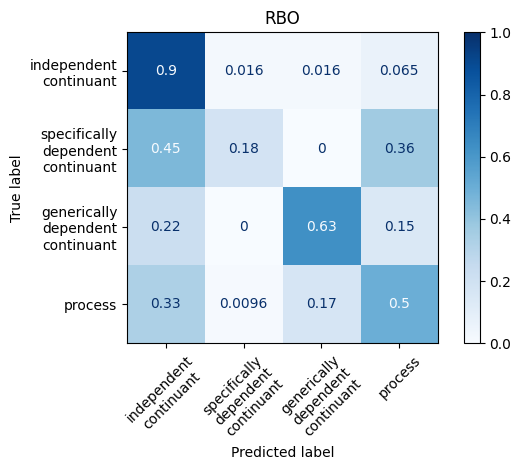 RBO
True label
independent
continuant
0.9
0.016
0.016
0.065
specifically
dependent
continuant
0.45
0.18
0
0.36
generically
dependent
continuant
0.22
0
0.63
0.15
process
0.33
0.0096
0.17
0.5
independent
continuant
specifically
dependent
continuant
generically
dependent
continuant
process
Predicted label
1.0
0.8
0.6
0.4
0.2
0.0